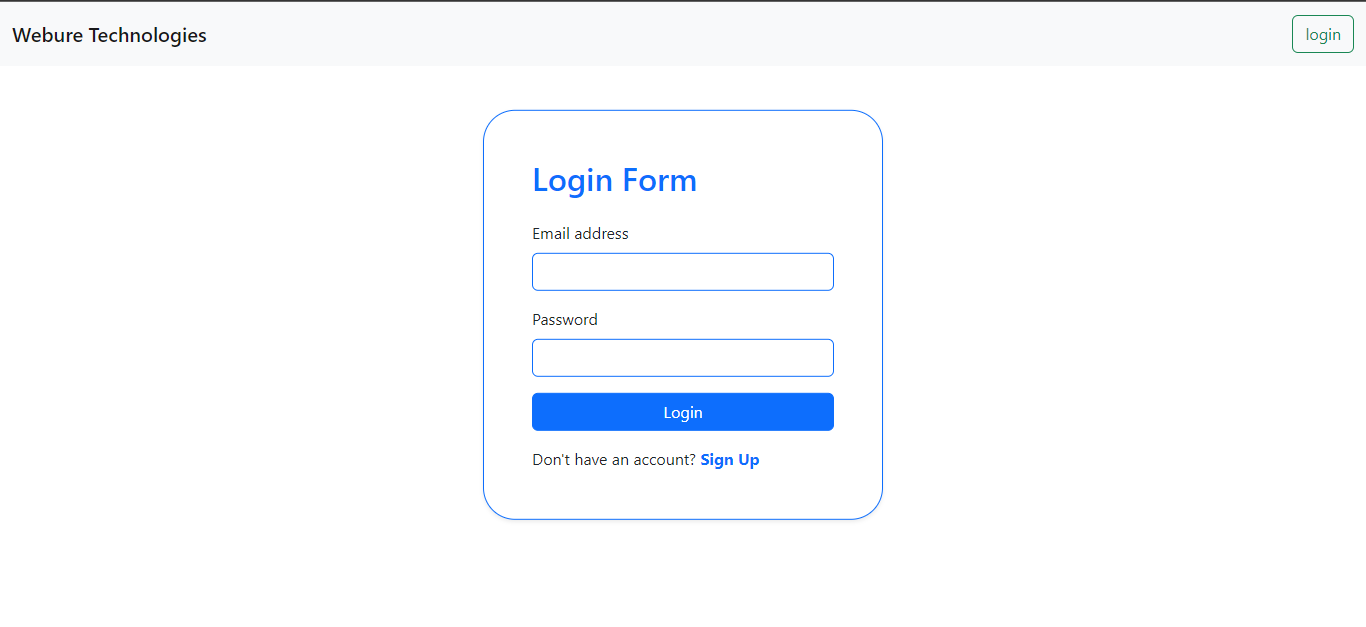 Webure Technologies
login
Login Form
Email address
Password
Login
Don't have an account? Sign Up